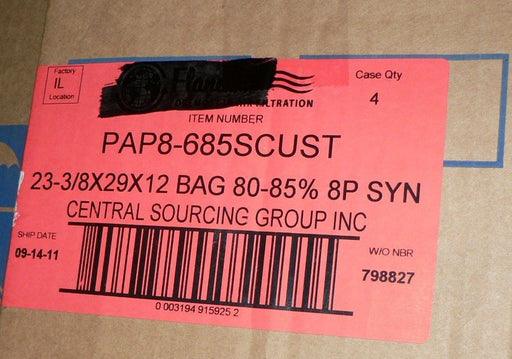 Factory
IL
Location
Case Qty
4
FILTRATION
ITEM NUMBER
PAP8-685SCUST
23-3/8X29X12 BAG 80-85% 8P SYN
CENTRAL SOURCING GROUP INC
SHIP DATE
09-14-11
W/O NBR
798827
0 003194 915925 2